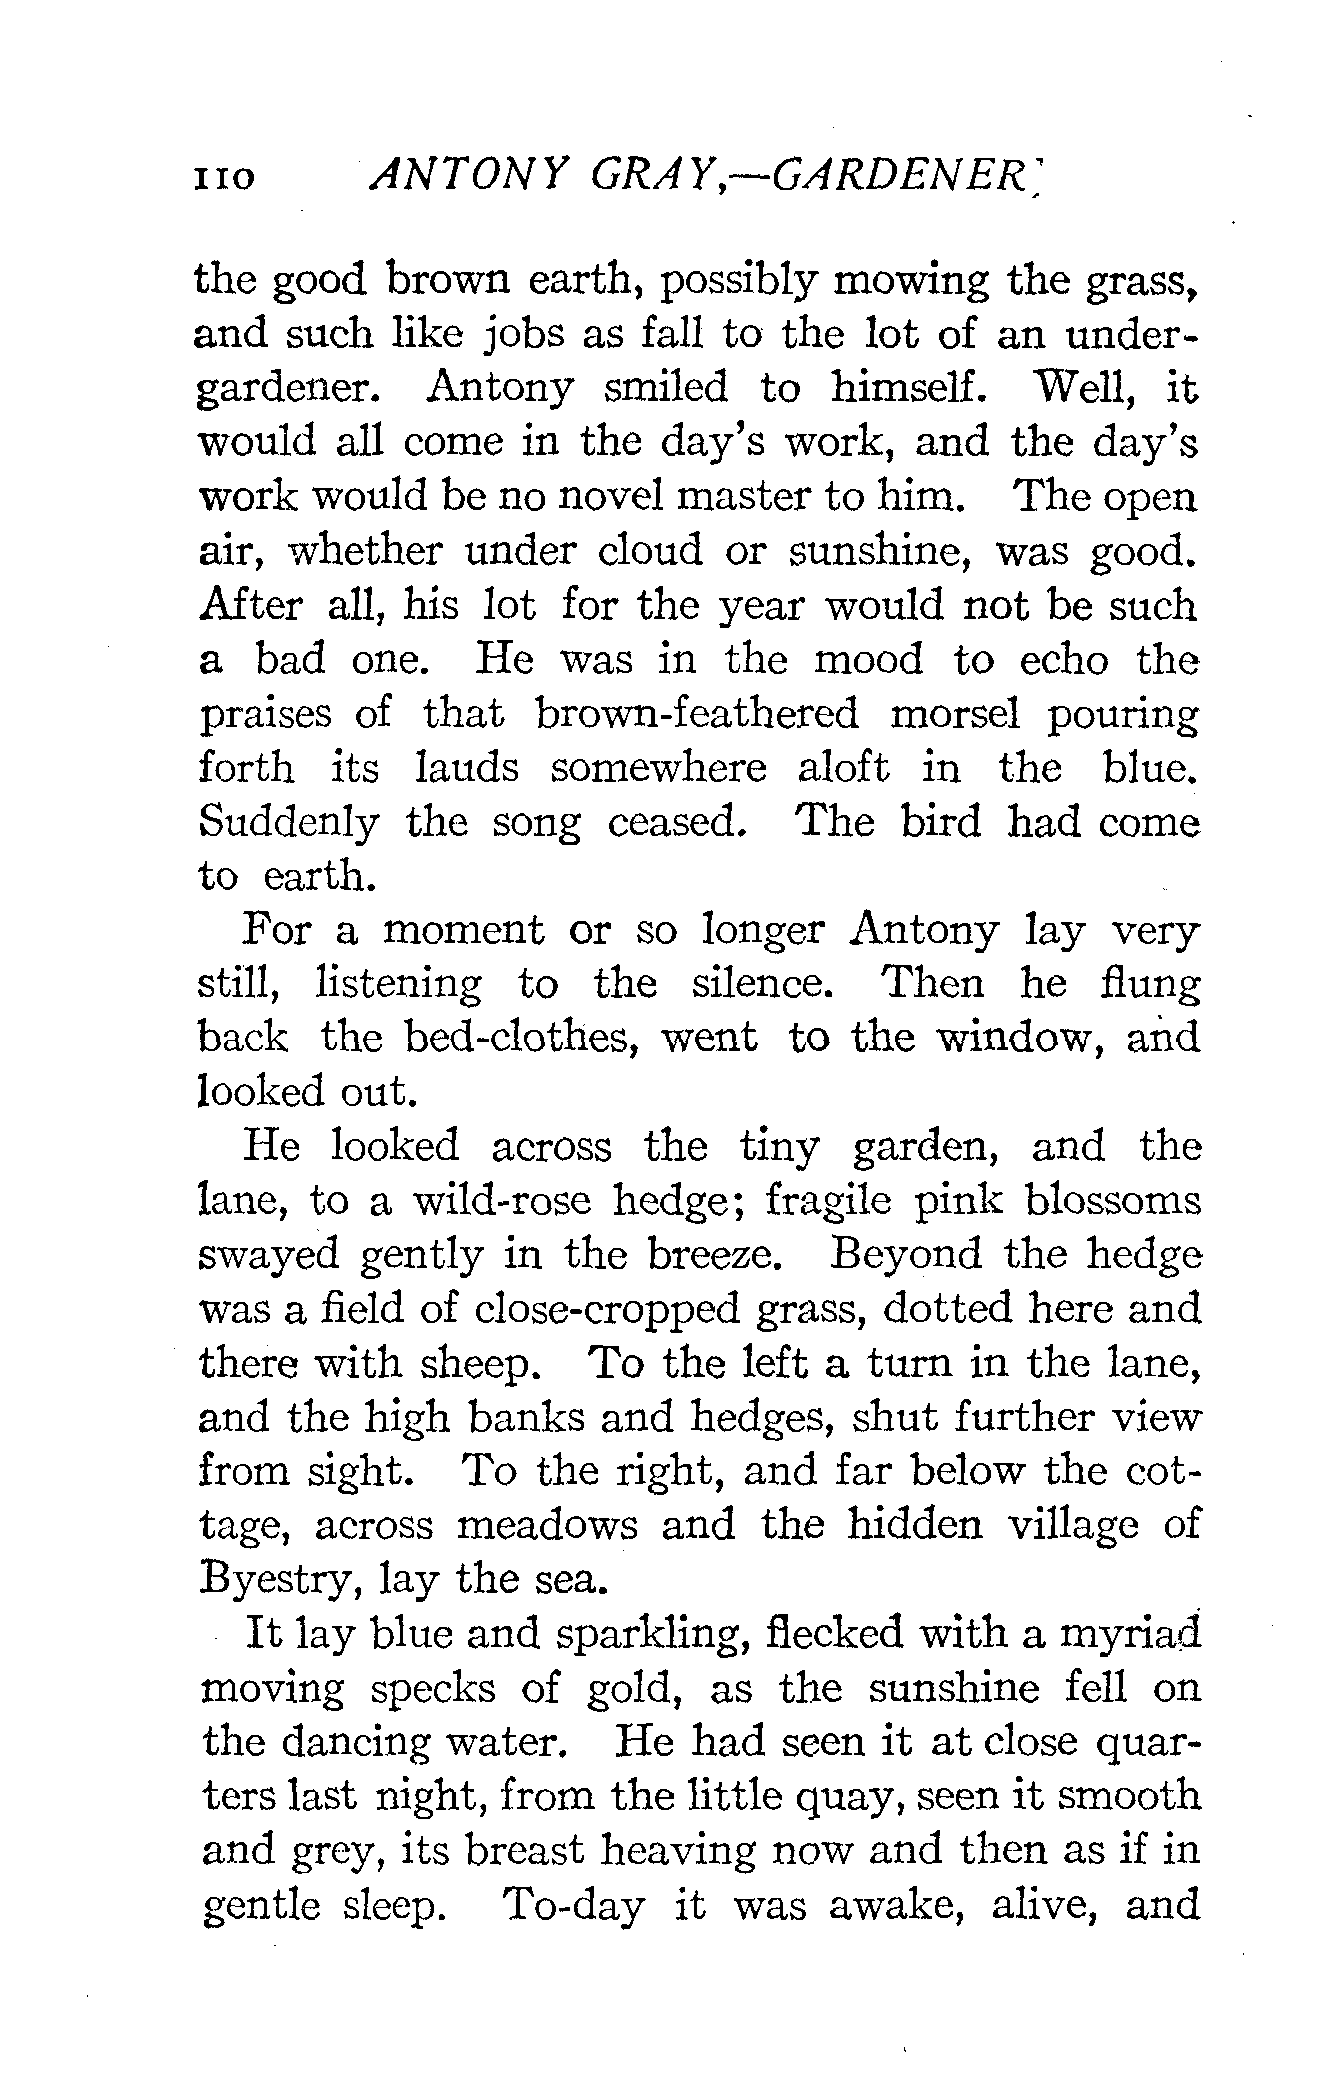 110 ANTONY GRAY,—GARDENER
the good brown earth, possibly mowing the grass,
and such like jobs as fall to the lot of an under-
gardener. Antony smiled to himself. Well, it
would all come in the day's work, and the day's
work would be no novel master to him. The open
air, whether under cloud or sunshine, was good.
After all, his lot for the year would not be such
a bad one. He was in the mood to echo the
praises of that brown-feathered morsel pouring
forth its lauds somewhere aloft in the blue.
Suddenly the song ceased. The bird had come
to earth.
For a moment or so longer Antony lay very
still, listening to the silence. Then he flung
back the bed-clothes, went to the window, and
looked out.
He looked across the tiny garden, and the
lane, to a wild-rose hedge; fragile pink blossoms
swayed gently in the breeze. Beyond the hedge
was a field of close-cropped grass, dotted here and
there with sheep. To the left a turn in the lane,
and the high banks and hedges, shut further view
from sight. To the right, and far below the cot-
tage, across meadows and the hidden village of
Byestry, lay the sea.
It lay blue and sparkling, flecked with a myriad
moving specks of gold, as the sunshine fell on
the dancing water. He had seen it at close quar-
ters last night, from the little quay, seen it smooth
and grey, its breast heaving now and then as if in
gentle sleep. To-day it was awake, alive, and